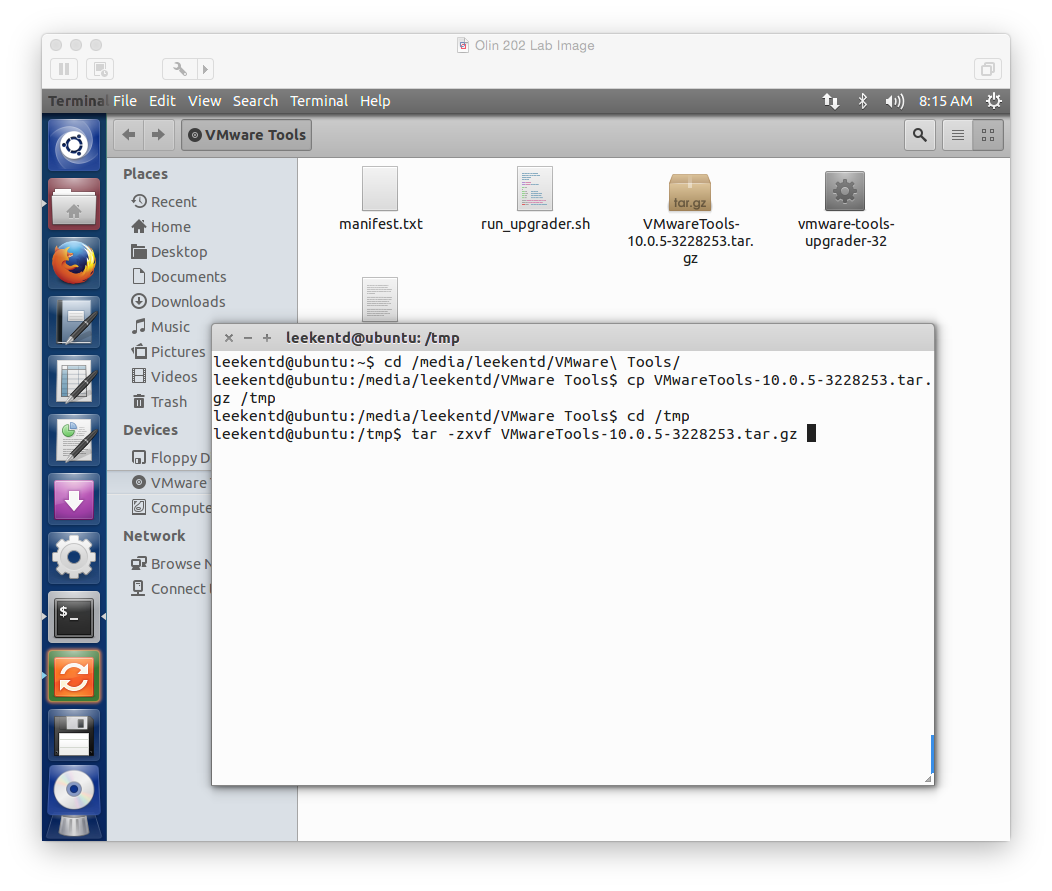 Olin 202 Lab Image
Terminal File Edit View Search Terminal Help 8:15 AM
VMware Tools
Places
Recent
Home
Desktop
Documents
Downloads
Music
Pictures
Videos
Trash
Devices
Floppy D
VMware
Compute
Network
Browse N
Connect
manifest.txt
run_upgrader.sh
VMwareTools-
10.0.5-3228253.tar.
gz
vmware-tools-
upgrader-32
tar.gz
leekentd@ubuntu: /tmp
leekentd@ubuntu:~$ cd /media/leekentd/VMware\ Tools/
leekentd@ubuntu:/media/leekentd/VMware Tools$ cp VMwareTools-10.0.5-3228253.tar.
gz /tmp
leekentd@ubuntu:/media/leekentd/VMware Tools$ cd /tmp
leekentd@ubuntu:/tmp$ tar -zxvf VMwareTools-10.0.5-3228253.tar.gz
$ _